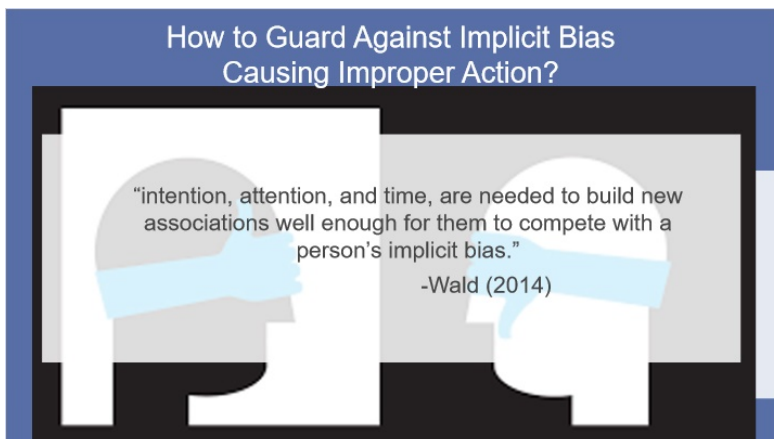 How to Guard Against Implicit Bias
Causing Improper Action?
“intention, attention, and time, are needed to build new
associations well enough for them to compete with a
person’s implicit bias.”
-Wald (2014)